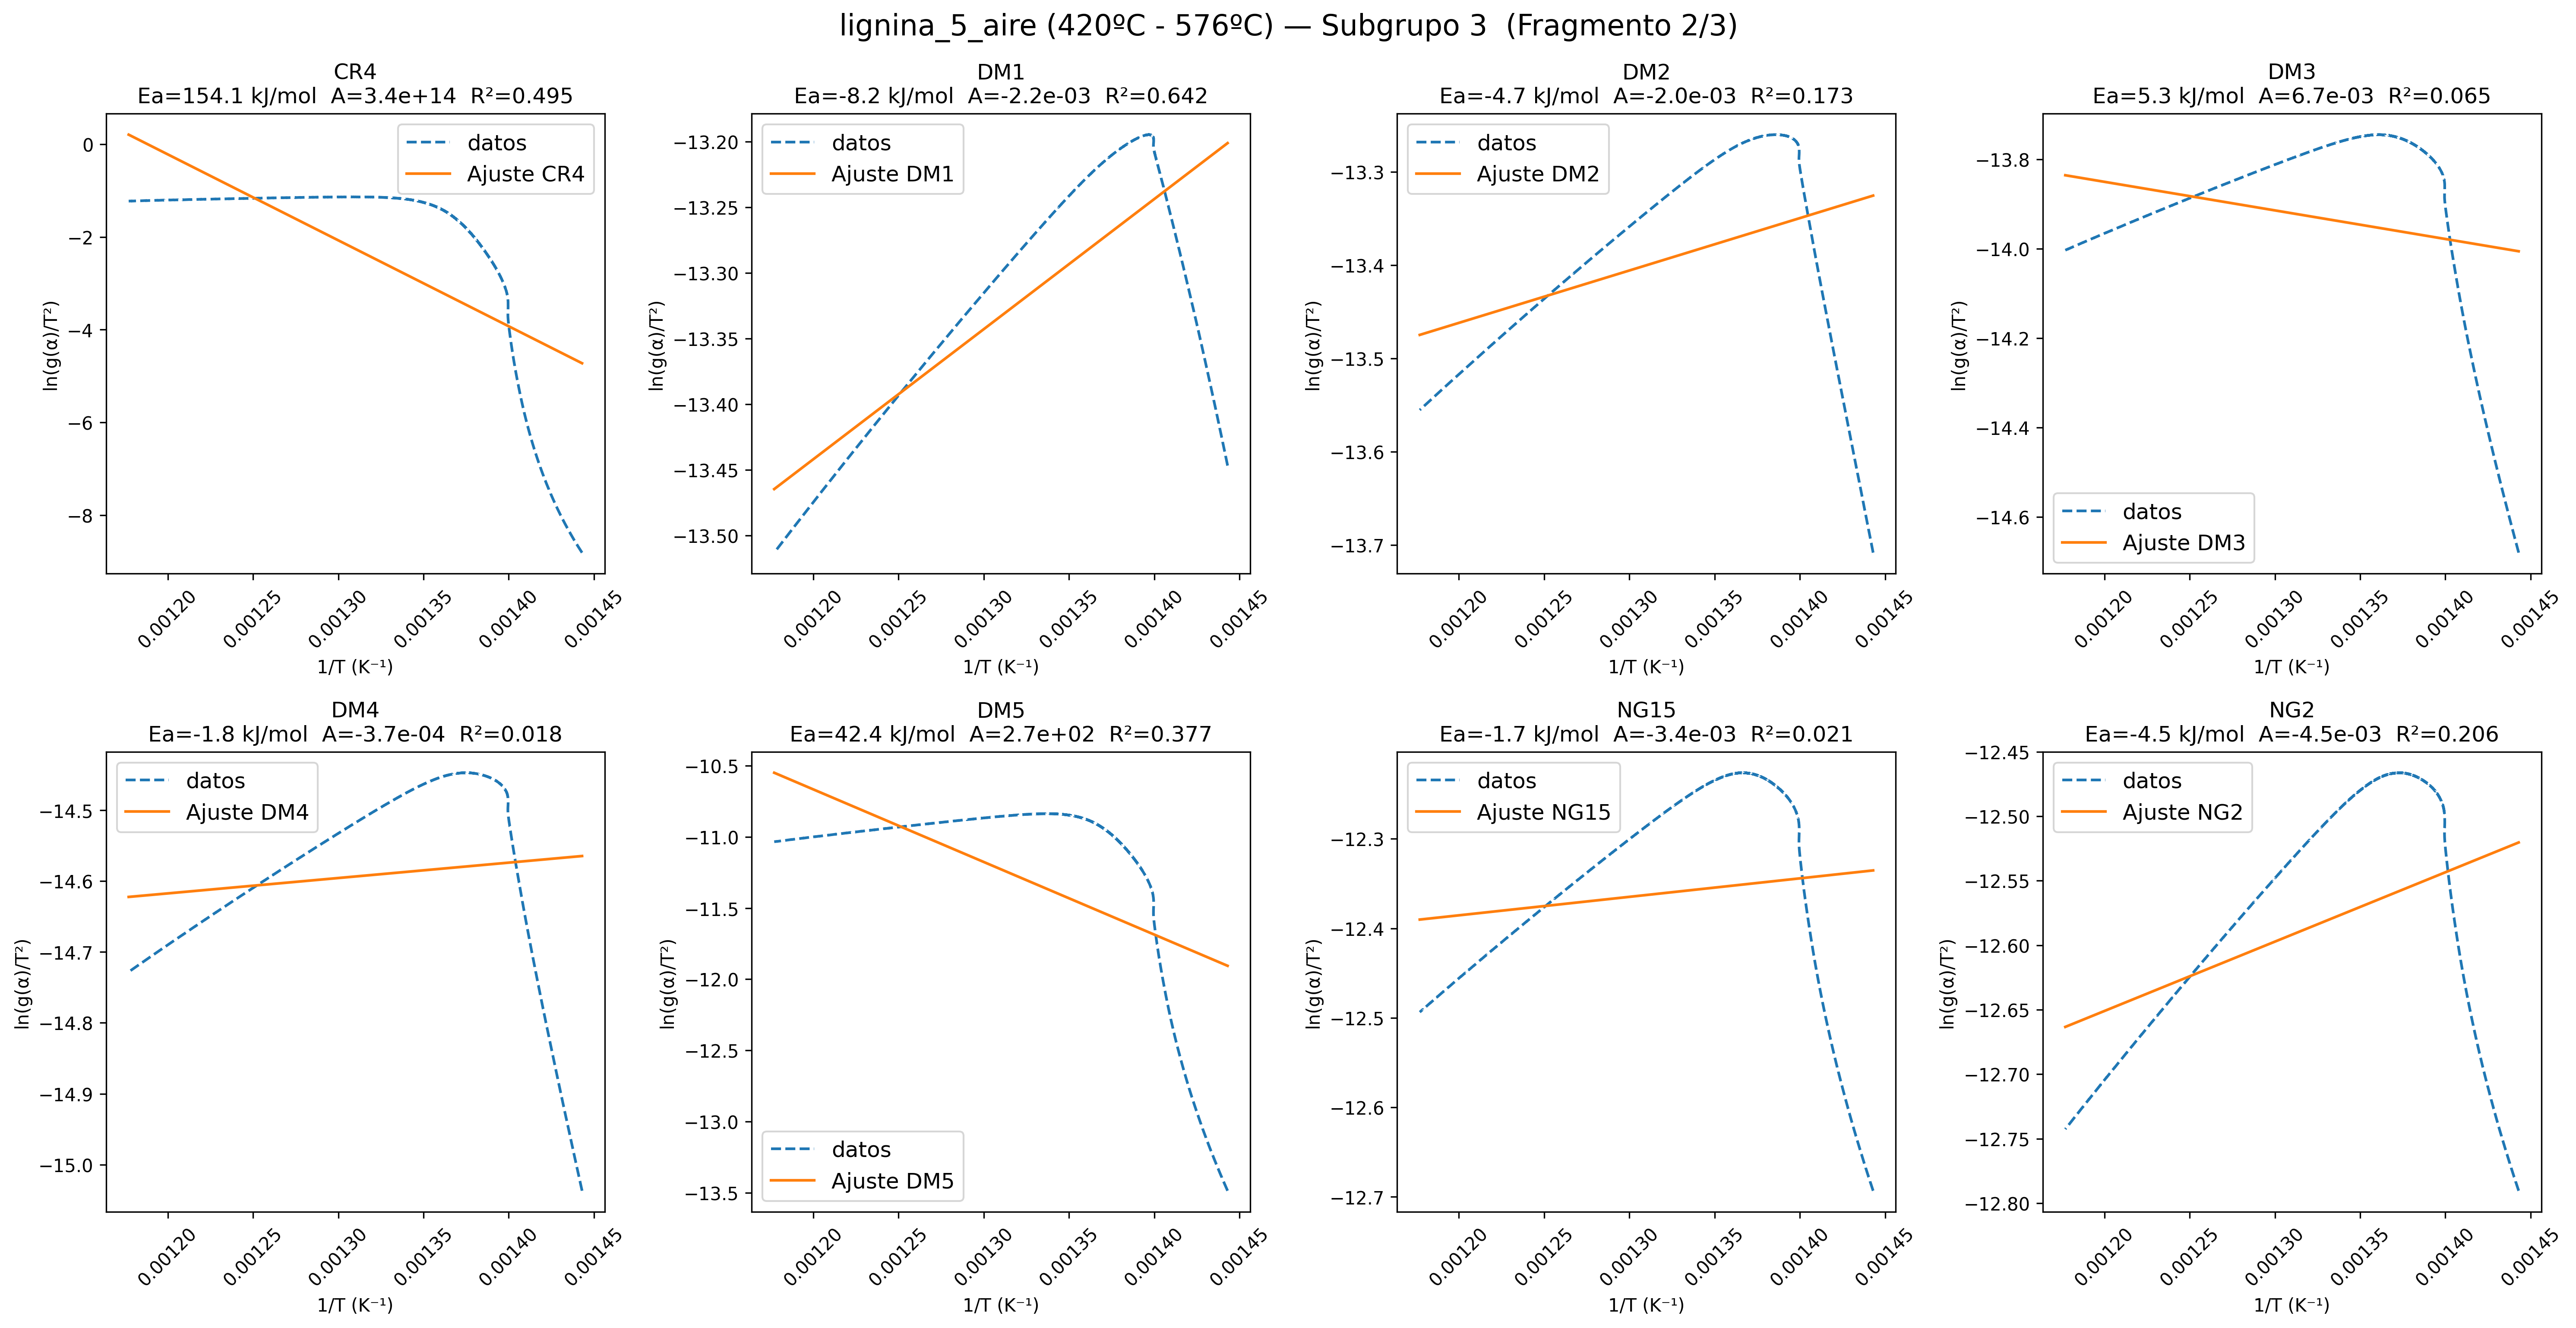 lignina_5_aire (420ºC - 576ºC) — Subgrupo 3  (Fragmento 2/3)
CR4
Ea=154.1 kJ/mol  A=3.4e+14  R²=0.495
datos
Ajuste CR4
0
−2
−4
−6
−8
ln(g(α)/T²)
0.00120
0.00125
0.00130
0.00135
0.00140
0.00145
1/T (K⁻¹)
DM1
Ea=-8.2 kJ/mol  A=-2.2e-03  R²=0.642
datos
Ajuste DM1
−13.20
−13.25
−13.30
−13.35
−13.40
−13.45
−13.50
ln(g(α)/T²)
0.00120
0.00125
0.00130
0.00135
0.00140
0.00145
1/T (K⁻¹)
DM2
Ea=-4.7 kJ/mol  A=-2.0e-03  R²=0.173
datos
Ajuste DM2
−13.3
−13.4
−13.5
−13.6
−13.7
ln(g(α)/T²)
0.00120
0.00125
0.00130
0.00135
0.00140
0.00145
1/T (K⁻¹)
DM3
Ea=5.3 kJ/mol  A=6.7e-03  R²=0.065
−13.8
−14.0
−14.2
−14.4
−14.6
ln(g(α)/T²)
datos
Ajuste DM3
0.00120
0.00125
0.00130
0.00135
0.00140
0.00145
1/T (K⁻¹)
DM4
Ea=-1.8 kJ/mol  A=-3.7e-04  R²=0.018
datos
Ajuste DM4
−14.5
−14.6
−14.7
−14.8
−14.9
−15.0
ln(g(α)/T²)
0.00120
0.00125
0.00130
0.00135
0.00140
0.00145
1/T (K⁻¹)
DM5
Ea=42.4 kJ/mol  A=2.7e+02  R²=0.377
−10.5
−11.0
−11.5
−12.0
−12.5
−13.0
−13.5
ln(g(α)/T²)
datos
Ajuste DM5
0.00120
0.00125
0.00130
0.00135
0.00140
0.00145
1/T (K⁻¹)
NG15
Ea=-1.7 kJ/mol  A=-3.4e-03  R²=0.021
datos
Ajuste NG15
−12.3
−12.4
−12.5
−12.6
−12.7
ln(g(α)/T²)
0.00120
0.00125
0.00130
0.00135
0.00140
0.00145
1/T (K⁻¹)
NG2
Ea=-4.5 kJ/mol  A=-4.5e-03  R²=0.206
datos
Ajuste NG2
−12.45
−12.50
−12.55
−12.60
−12.65
−12.70
−12.75
−12.80
ln(g(α)/T²)
0.00120
0.00125
0.00130
0.00135
0.00140
0.00145
1/T (K⁻¹)